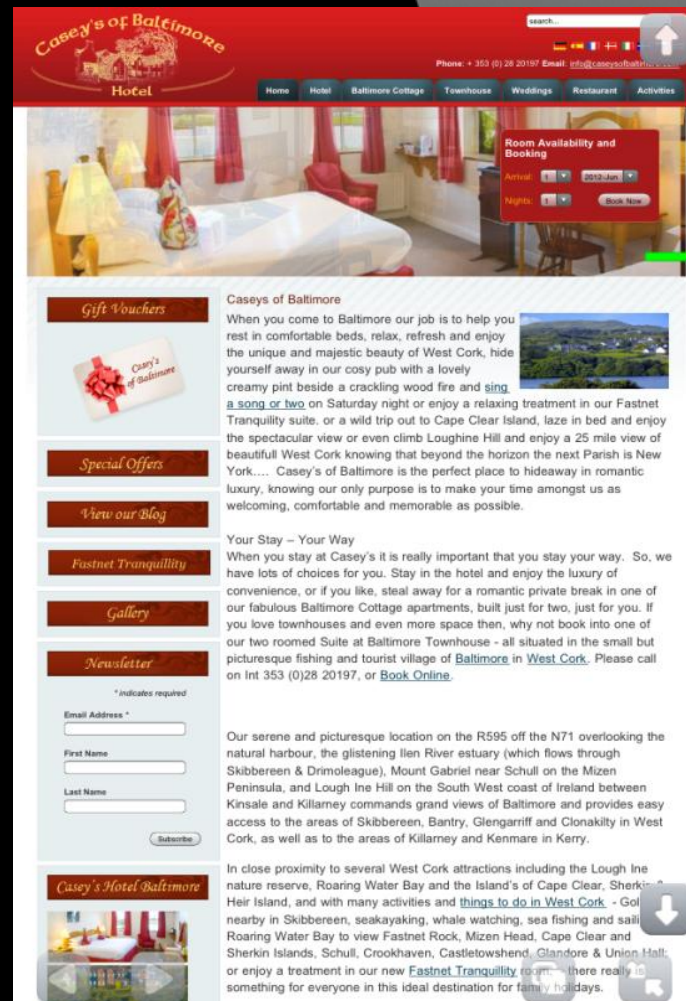 Casey's of Baltimore
Hotel
search...
Phone: + 353 (0) 28 20197 Email:
Home Hotel Baltimore Cottage Townhouse Weddings Restaurant Activities
Room Availability and
Booking
Arrival: 1 2012-Jun
Nights: 1 Book Now
Gift Vouchers
Casey's
of Baltimore
Special Offers
View our Blog
Fastnet Tranquillity
Gallery
Newsletter
* indicates required
Email Address *
First Name
Last Name
Subscribe
Casey's Hotel Baltimore
Caseys of Baltimore
When you come to Baltimore our job is to help you
rest in comfortable beds, relax, refresh and enjoy
the unique and majestic beauty of West Cork, hide
yourself away in our cosy pub with a lovely
creamy pint beside a crackling wood fire and sing
a song or two on Saturday night or enjoy a relaxing treatment in our Fastnet
Tranquility suite. or a wild trip out to Cape Clear Island, laze in bed and enjoy
the spectacular view or even climb Loughine Hill and enjoy a 25 mile view of
beautifull West Cork knowing that beyond the horizon the next Parish is New
York.... Casey's of Baltimore is the perfect place to hideaway in romantic
luxury, knowing our only purpose is to make your time amongst us as
welcoming, comfortable and memorable as possible.
Your Stay – Your Way
When you stay at Casey's it is really important that you stay your way. So, we
have lots of choices for you. Stay in the hotel and enjoy the luxury of
convenience, or if you like, steal away for a romantic private break in one of
our fabulous Baltimore Cottage apartments, built just for two, just for you. If
you love townhouses and even more space then, why not book into one of
our two roomed Suite at Baltimore Townhouse - all situated in the small but
picturesque fishing and tourist village of Baltimore in West Cork. Please call
on Int 353 (0)28 20197, or Book Online.
Our serene and picturesque location on the R595 off the N71 overlooking the
natural harbour, the glistening Ilen River estuary (which flows through
Skibbereen & Drimoleague), Mount Gabriel near Schull on the Mizen
Peninsula, and Lough Ine Hill on the South West coast of Ireland between
Kinsale and Killarney commands grand views of Baltimore and provides easy
access to the areas of Skibbereen, Bantry, Glengarriff and Clonakilty in West
Cork, as well as to the areas of Killarney and Kenmare in Kerry.
In close proximity to several West Cork attractions including the Lough Ine
nature reserve, Roaring Water Bay and the Island's of Cape Clear, Sherkin &
Heir Island, and with many activities and things to do in West Cork - Gol
nearby in Skibbereen, seakayaking, whale watching, sea fishing and saili
Roaring Water Bay to view Fastnet Rock, Mizen Head, Cape Clear and
Sherkin Islands, Schull, Crookhaven, Castletowshend, Glandore & Union Hall;
or enjoy a treatment in our new Fastnet Tranquillity room - there really is
something for everyone in this ideal destination for family holidays.